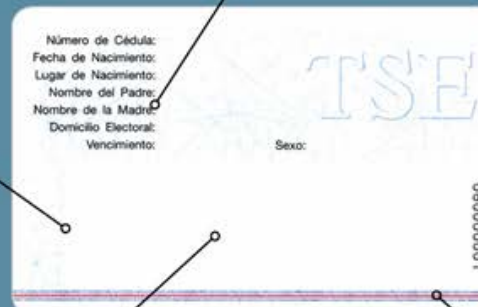 Número de Cédula:
Fecha de Nacimiento:
Lugar de Nacimiento:
Nombre del Padre:
Nombre de la Madre:
Domicilio Electoral:
Vencimiento: Sexo:
TSE